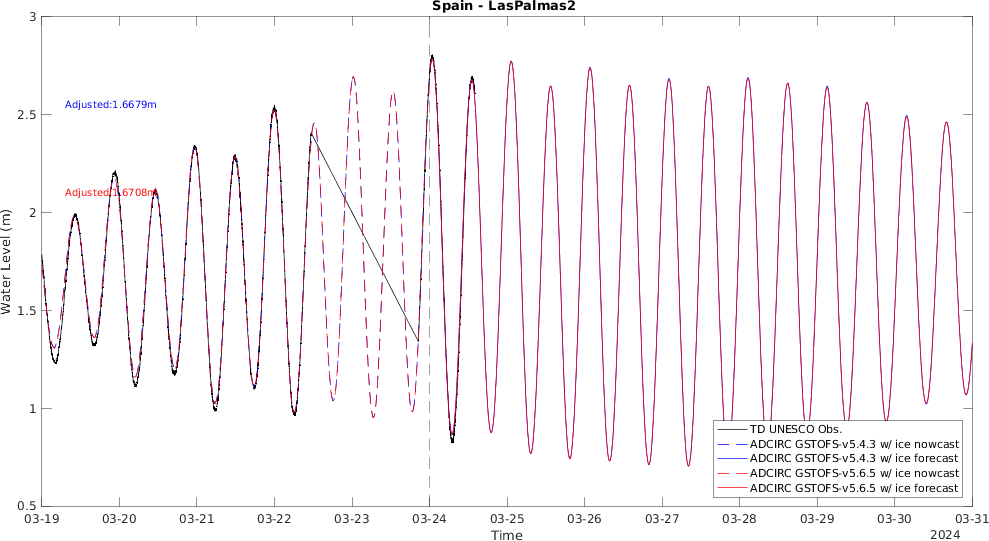 Spain - LasPalmas2
3
2.5
2
1.5
1
0.5
Water Level (m)
Adjusted:1.6679m
Adjusted:1.6708m
TD UNESCO Obs.
ADCIRC GSTOFS-v5.4.3 w/ ice nowcast
ADCIRC GSTOFS-v5.4.3 w/ ice forecast
ADCIRC GSTOFS-v5.6.5 w/ ice nowcast
ADCIRC GSTOFS-v5.6.5 w/ ice forecast
03-19 03-20 03-21 03-22 03-23 03-24 03-25 03-26 03-27 03-28 03-29 03-30 03-31
Time
2024